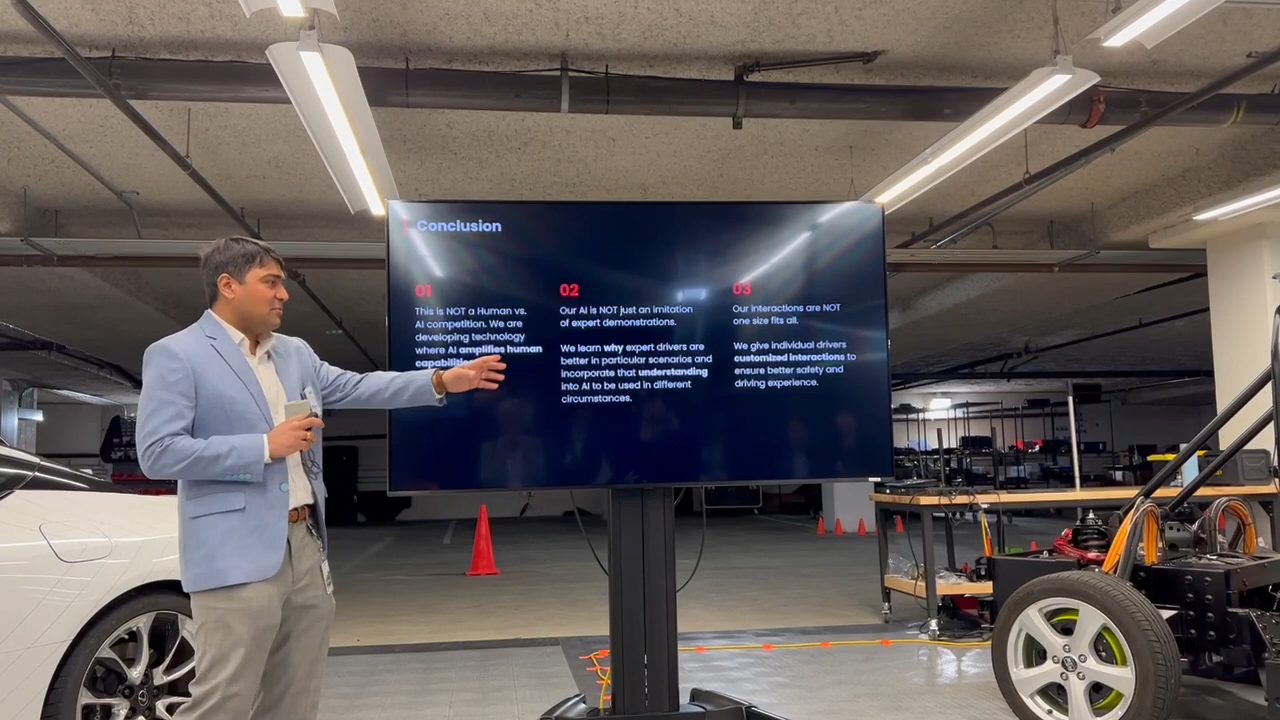 Conclusion
01
This is NOT a Human vs.
AI competition. We are
developing technology
where AI amplifies human
capabilities
02
Our AI is NOT just an imitation
of expert demonstrations.
We learn why expert drivers are
better in particular scenarios and
incorporate that understanding
into AI to be used in different
circumstances.
03
Our interactions are NOT
one size fits all.
We give individual drivers
customized interactions to
ensure better safety and
driving experience.